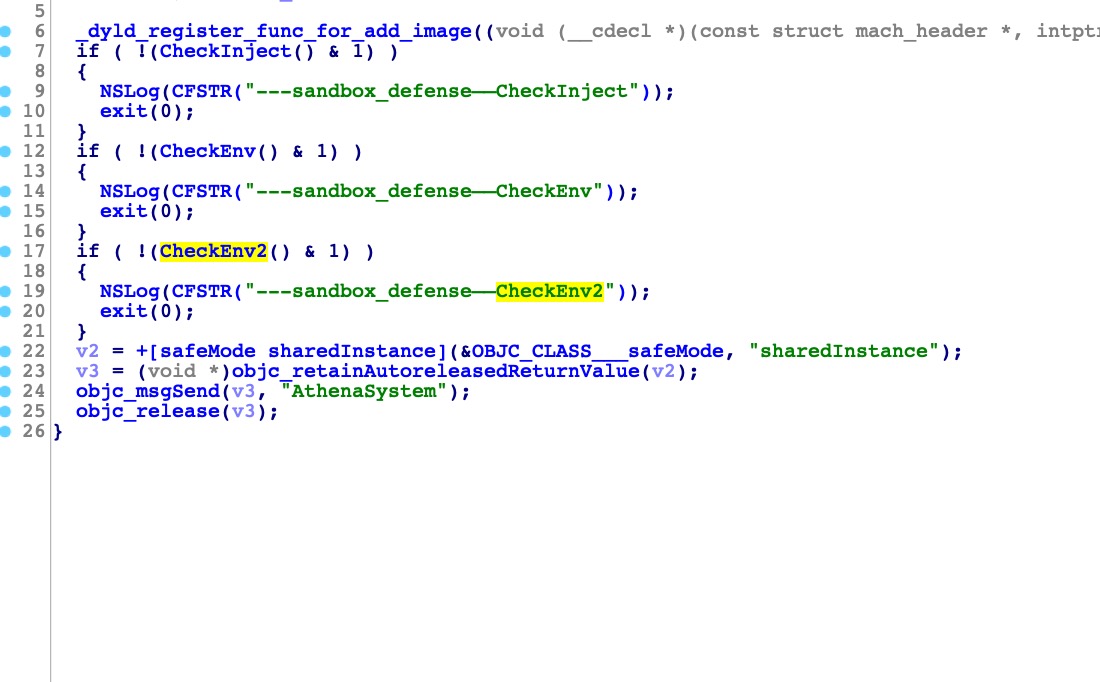 5
6 _dyld_register_func_for_add_image((void (__cdecl *)(const struct mach_header *, intpt
7 if ( !(CheckInject() & 1) )
8 {
9 NSLog(CFSTR("---sandbox_defense——CheckInject"));
10 exit(0);
11 }
12 if ( !(CheckEnv() & 1) )
13 {
14 NSLog(CFSTR("---sandbox_defense——CheckEnv"));
15 exit(0);
16 }
17 if ( !(CheckEnv2() & 1) )
18 {
19 NSLog(CFSTR("---sandbox_defense——CheckEnv2"));
20 exit(0);
21 }
22 v2 = +[safeMode sharedInstance](&OBJC_CLASS___safeMode, "sharedInstance");
23 v3 = (void *)objc_retainAutoreleasedReturnValue(v2);
24 objc_msgSend(v3, "AthenaSystem");
25 objc_release(v3);
26 }